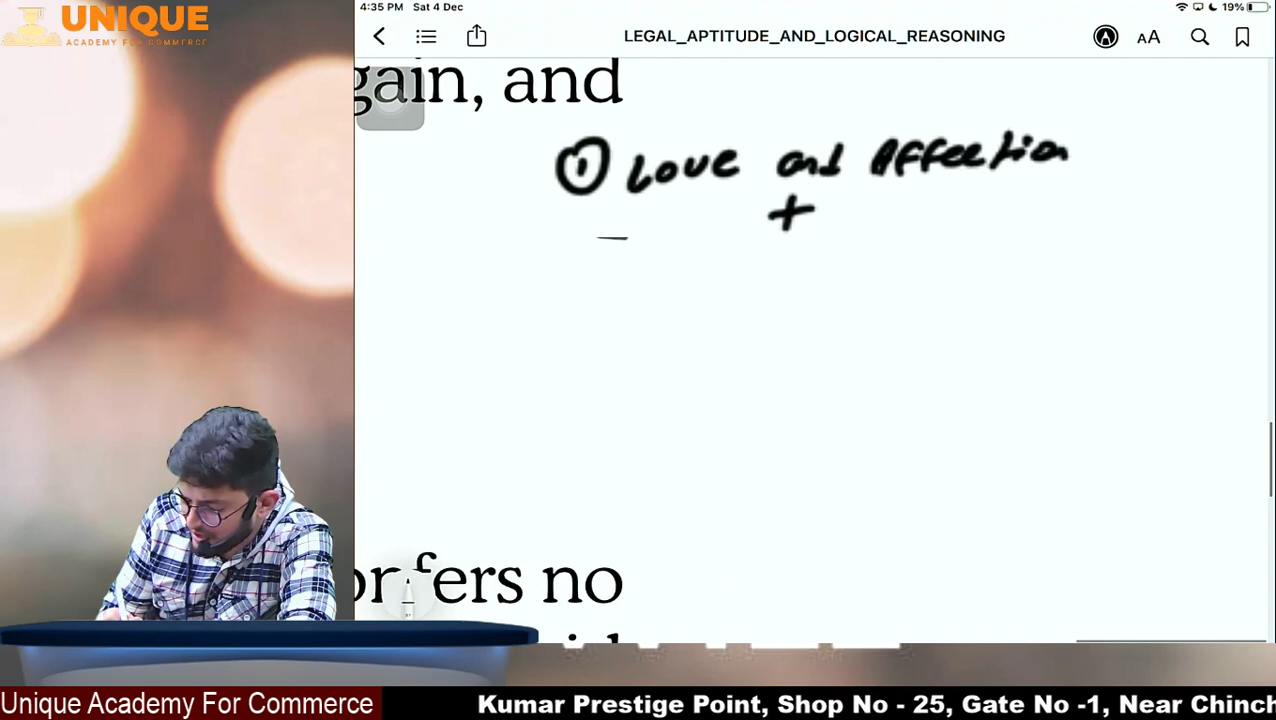 UNIQUE
ACADEMY FOR COMMERCE
4:35 PM Sat 4 Dec
19%
LEGAL_APTITUDE_AND_LOGICAL_REASONING
AA
gain, and
① Love and Affection
+
fers no
Unique Academy For Commerce
Kumar Prestige Point, Shop No - 25, Gate No -1, Near Chinch